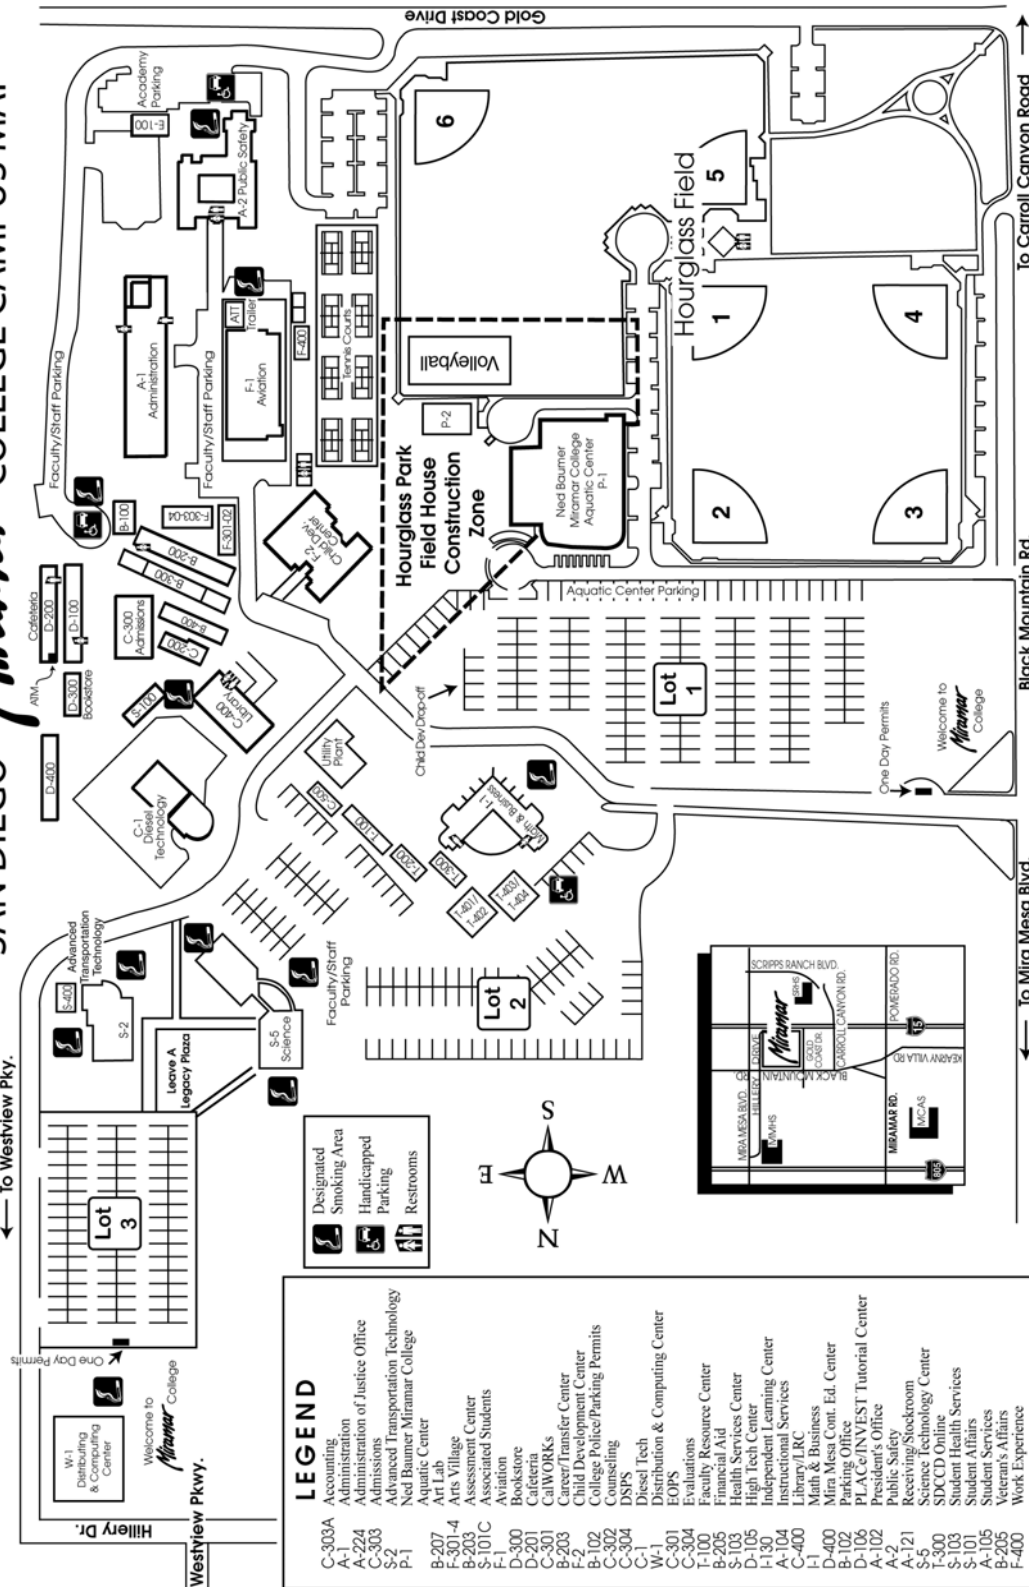 SAN DIEGO Miramar COLLEGE CAMPUS MAP
To Westview Pky.
Gold Coast Drive
To Carroll Canyon Road
Black Mountain Rd.
To Mira Mesa Blvd.
Hillery Dr.
Westview Pkwy.
Academy
Parking
E-100
A-2 Public Safety
Faculty/Staff Parking
A-1
Administration
Faculty/Staff Parking
ATT
Trailer
F-1
Aviation
F-400
Tennis Courts
6
5
Hourglass Field
1
4
2
3
Volleyball
P-2
Hourglass Park
Field House
Construction
Zone
Ned Baumer
Miramar College
Aquatic Center
P-1
Aquatic Center Parking
F-2
Child Dev.
Center
B-100
F-303-04
F-301-02
B-200
B-300
B-400
C-200
C-300
Admissions
Cafeteria
D-200
D-100
ATM
D-300
Bookstore
D-400
S-100
C-400
Library
C-1
Diesel
Technology
Utility
Plant
Child Dev Drop-off
Lot
1
One Day Permits
Welcome to
Miramar
College
C-500
T-100
T-200
T-300
T-401/
T-402
T-403/
T-404
I-1
Math & Business
Faculty/Staff
Parking
Lot
2
Advanced
Transportation
Technology
S-400
S-2
S-5
Science
Leave A
Legacy Plaza
Lot
3
One Day Permits
W-1
Distributing
& Computing
Center
Welcome to
Miramar College
Designated
Smoking Area
Handicapped
Parking
Restrooms
N
E
S
W
SCRIPPS RANCH BLVD.
SRHS
Miramar
HILLERY DRIVE
GOLD
COAST DR.
CARROLL CANYON RD.
POMERADO RD.
15
BLACK MOUNTAIN RD
KEARNY VILLA RD
MIRA MESA BLVD.
MMHS
MIRAMAR RD.
MCAS
805
LEGEND
C-303A Accounting
A-1 Administration
A-224 Administration of Justice Office
C-303 Admissions
S-2 Advanced Transportation Technology
P-1 Ned Baumer Miramar College
Aquatic Center
B-207 Art Lab
F-301-4 Arts Village
B-203 Assessment Center
S-101C Associated Students
F-1 Aviation
D-300 Bookstore
D-201 Cafeteria
C-301 CalWORKs
B-203 Career/Transfer Center
F-2 Child Development Center
B-102 College Police/Parking Permits
C-302 Counseling
C-304 DSPS
C-1 Diesel Tech
W-1 Distribution & Computing Center
C-301 EOPS
C-304 Evaluations
T-100 Faculty Resource Center
B-205 Financial Aid
S-103 Health Services Center
D-105 High Tech Center
I-130 Independent Learning Center
A-104 Instructional Services
C-400 Library/LRC
I-1 Math & Business
D-400 Mira Mesa Cont. Ed. Center
B-102 Parking Office
D-106 PLACe/INVEST Tutorial Center
A-102 President's Office
A-2 Public Safety
A-121 Receiving/Stockroom
S-5 Science Technology Center
T-300 SDCCD Online
S-103 Student Health Services
S-101 Student Affairs
A-105 Student Services
B-205 Veteran's Affairs
F-400 Work Experience